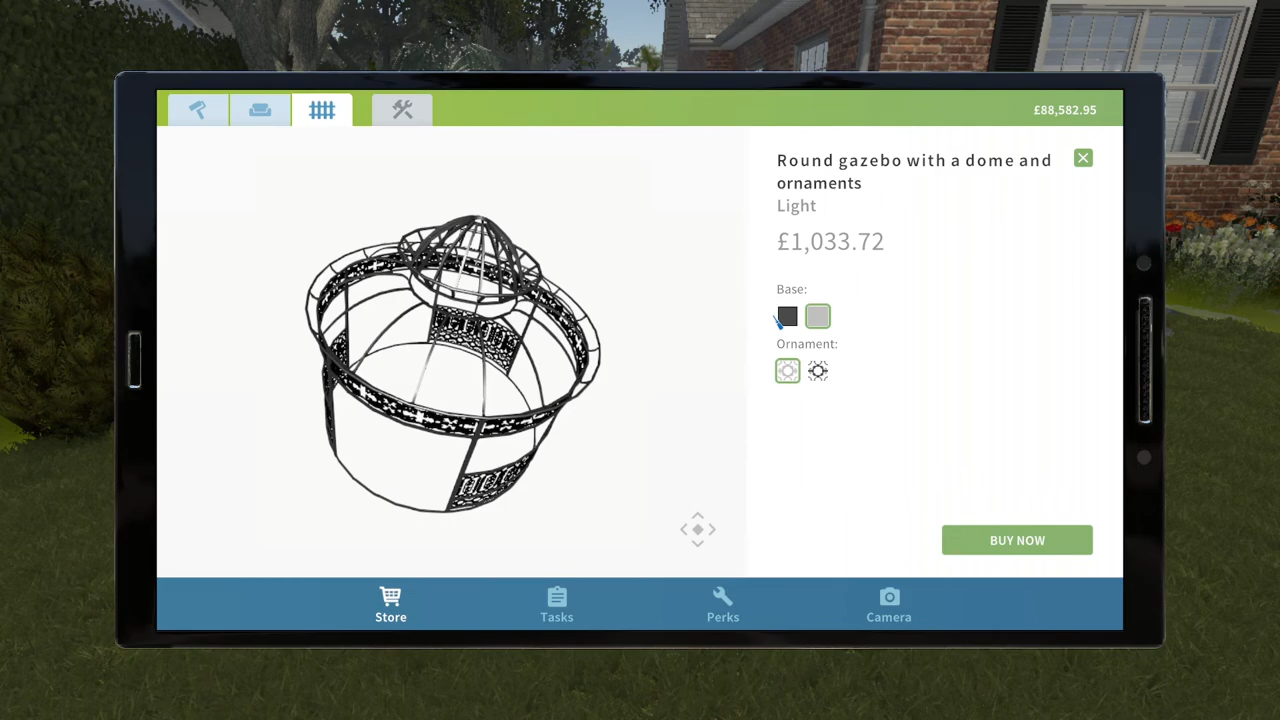 £88,582.95
Round gazebo with a dome and
ornaments
Light
£1,033.72
Base:
Ornament:
BUY NOW
Store
Tasks
Perks
Camera